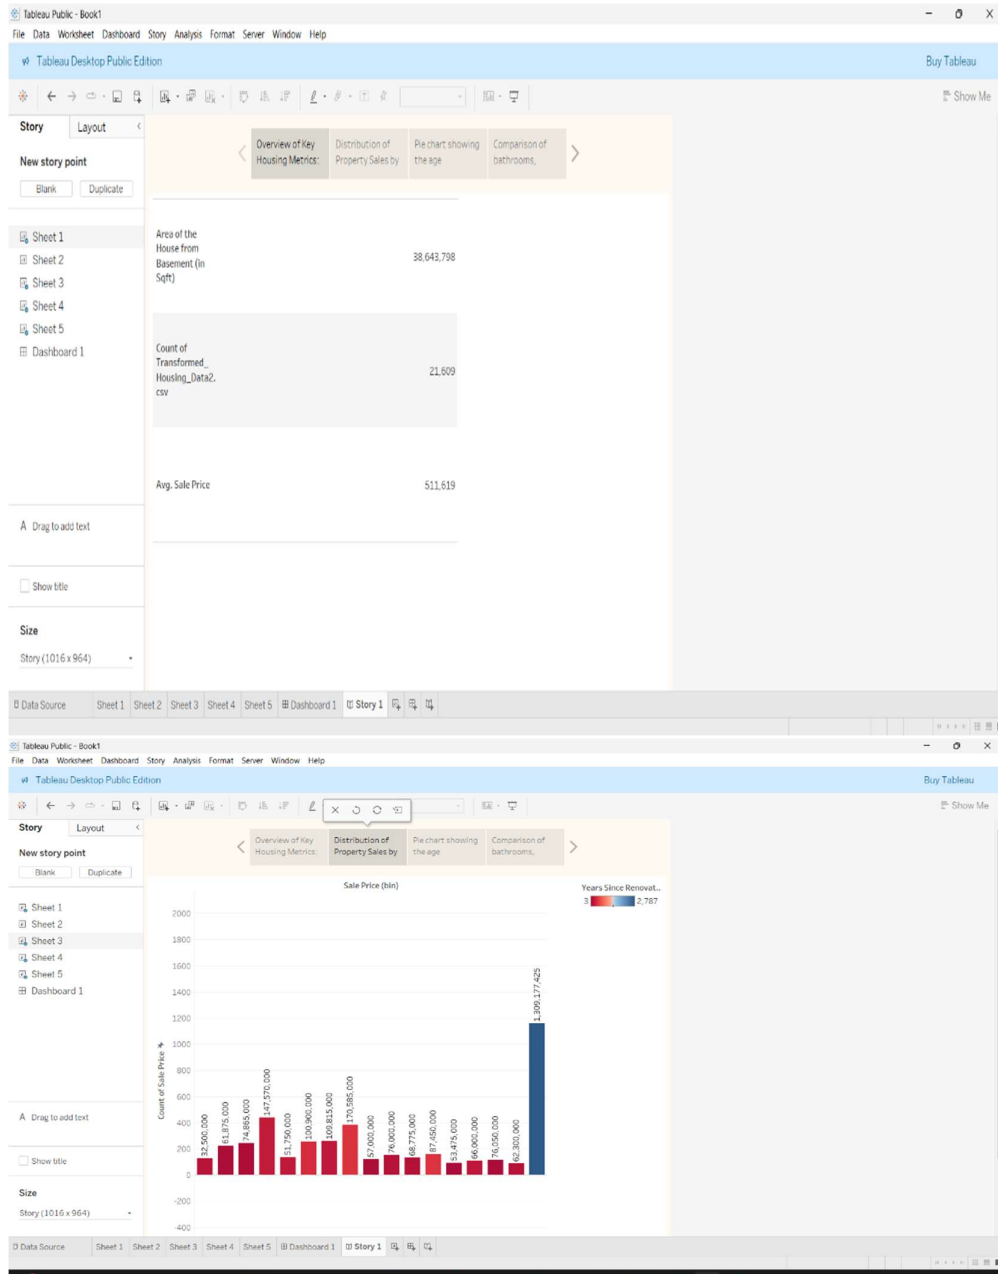 Tableau Public - Book1
File Data Worksheet Dashboard Story Analysis Format Server Window Help
Tableau Desktop Public Edition
Buy Tableau
Show Me
Story Layout
New story point
Blank Duplicate
Sheet 1
Sheet 2
Sheet 3
Sheet 4
Sheet 5
Dashboard 1
A Drag to add text
Show title
Size
Story (1016 x 964)
Overview of Key
Housing Metrics:
Distribution of
Property Sales by
Pie chart showing
the age
Comparison of
bathrooms,
Area of the
House from
Basement (in
Sqft)
38,643,798
Count of
Transformed_
Housing_Data2.
csv
21,609
Avg. Sale Price
511,619
Data Source Sheet 1 Sheet 2 Sheet 3 Sheet 4 Sheet 5 Dashboard 1 Story 1
Tableau Public - Book1
File Data Worksheet Dashboard Story Analysis Format Server Window Help
Tableau Desktop Public Edition
Buy Tableau
Show Me
Story Layout
New story point
Blank Duplicate
Sheet 1
Sheet 2
Sheet 3
Sheet 4
Sheet 5
Dashboard 1
A Drag to add text
Show title
Size
Story (1016 x 964)
Overview of Key
Housing Metrics:
Distribution of
Property Sales by
Pie chart showing
the age
Comparison of
bathrooms,
Sale Price (bin)
Years Since Renovat..
3 2,787
Count of Sale Price
2000
1800
1600
1400
1200
1000
800
600
400
200
0
-200
-400
32,500,000
61,875,000
74,865,000
147,570,000
51,750,000
100,900,000
109,815,000
170,585,000
57,000,000
76,000,000
68,775,000
87,450,000
53,475,000
66,000,000
76,050,000
62,300,000
1,309,177,425
Data Source Sheet 1 Sheet 2 Sheet 3 Sheet 4 Sheet 5 Dashboard 1 Story 1